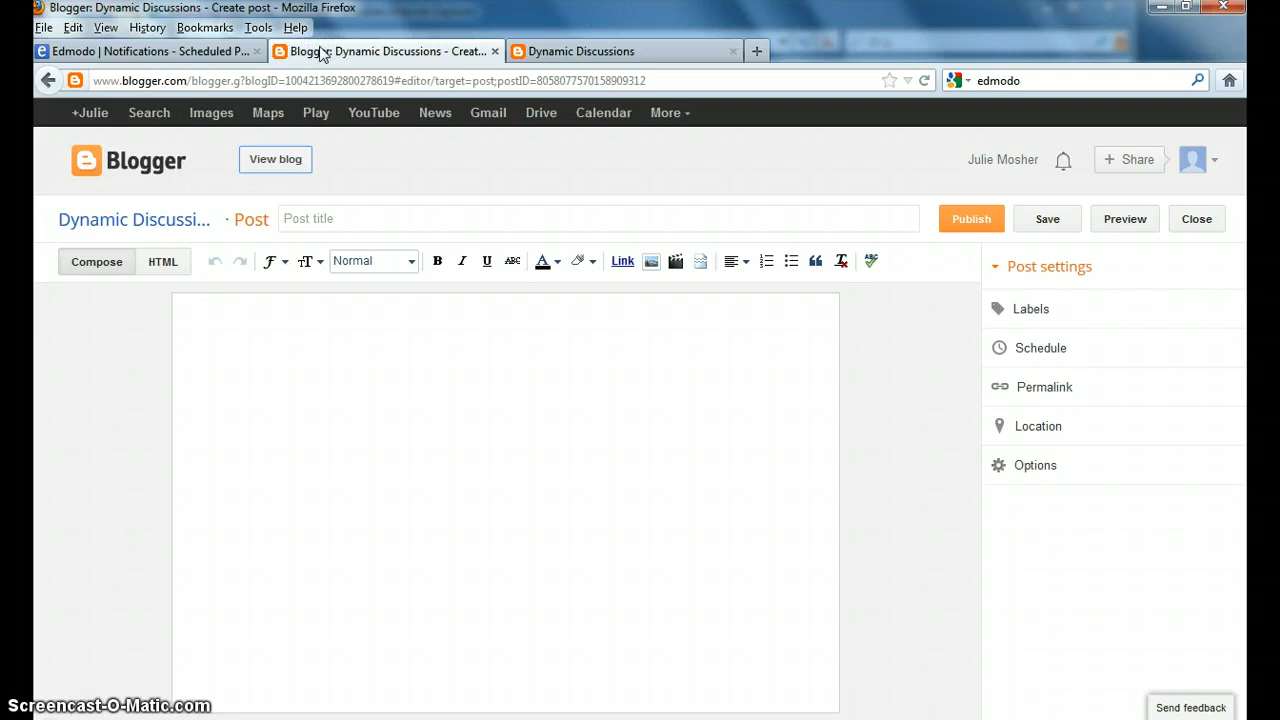 Blogger: Dynamic Discussions - Create post - Mozilla Firefox
File Edit View History Bookmarks Tools Help
Edmodo | Notifications - Scheduled P... Blogger: Dynamic Discussions - Creat... Dynamic Discussions
www.blogger.com/blogger.g?blogID=1004213692800278619#editor/target=post;postID=8058077570158909312 edmodo
+Julie Search Images Maps Play YouTube News Gmail Drive Calendar More
Blogger View blog Julie Mosher + Share
Dynamic Discussi... · Post Post title Publish Save Preview Close
Compose HTML Normal B I U ABC A Link
Post settings
Labels
Schedule
Permalink
Location
Options
Screencast-O-Matic.com Send feedback